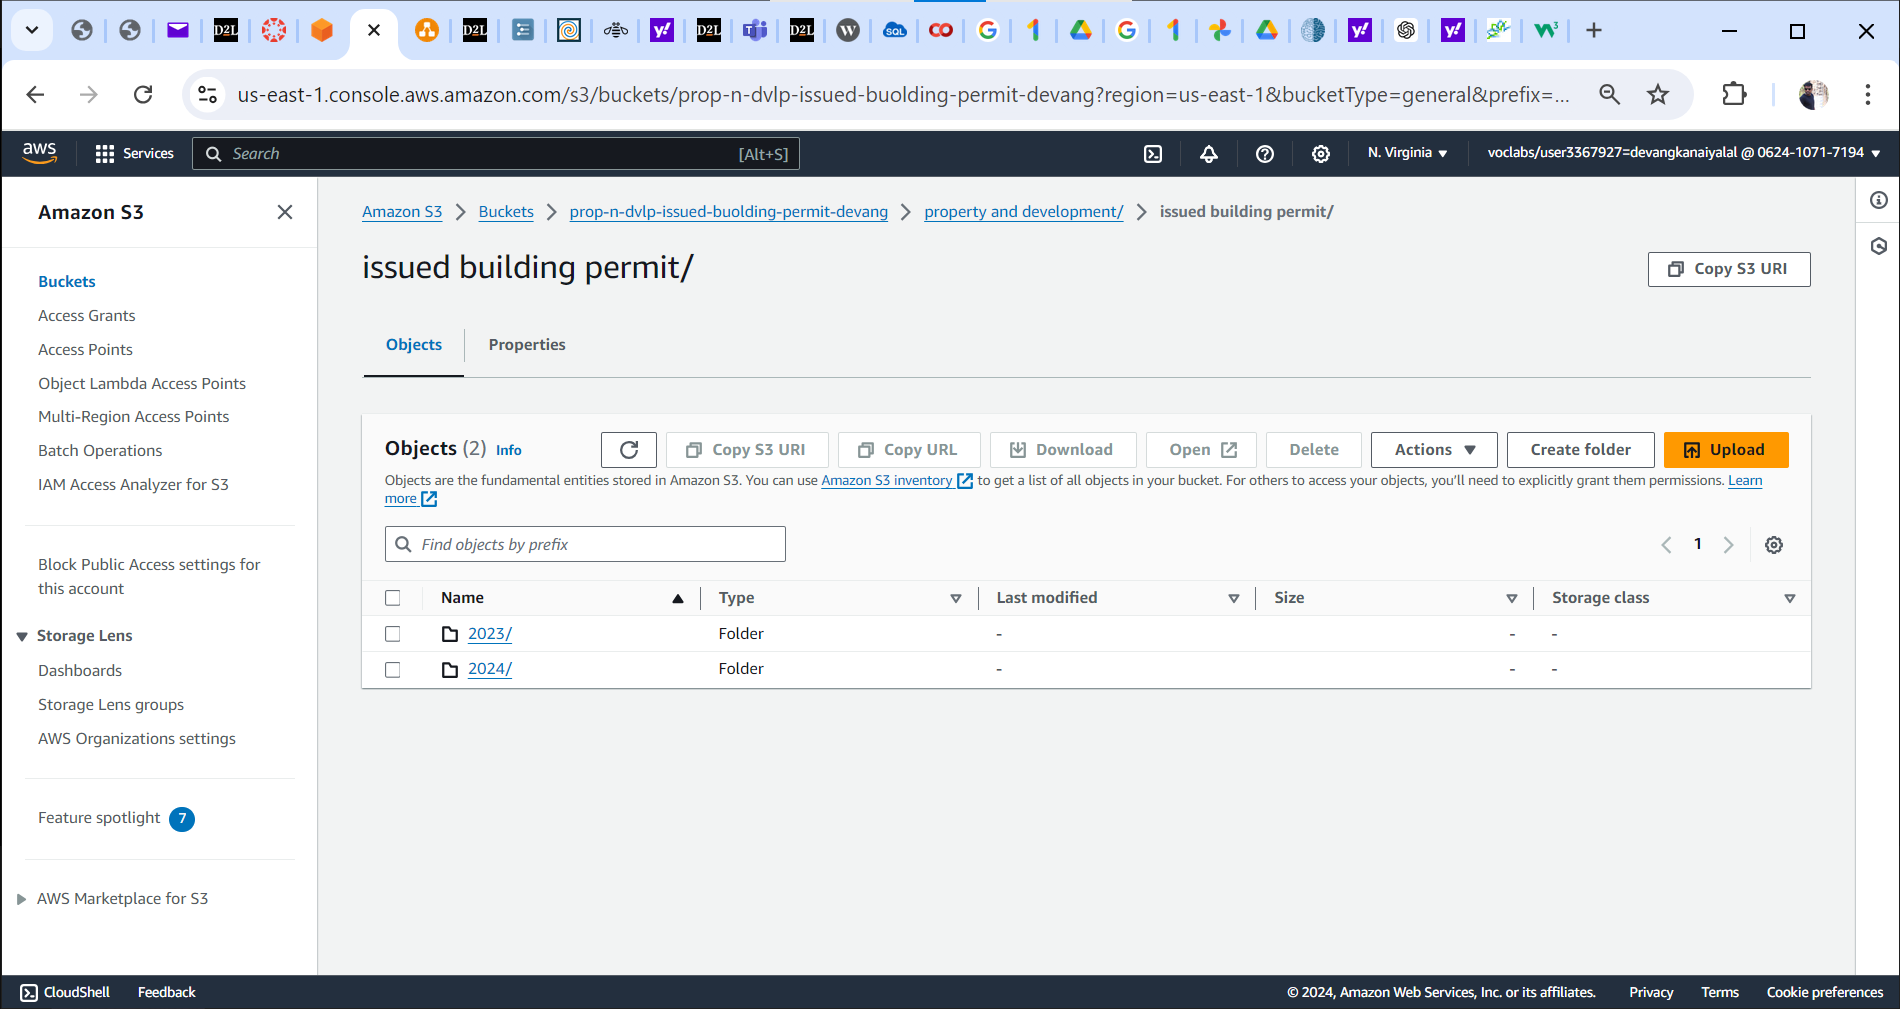 D2L
D2L
y!
D2L
D2L
SQL
y!
y!
us-east-1.console.aws.amazon.com/s3/buckets/prop-n-dvlp-issued-buolding-permit-devang?region=us-east-1&bucketType=general&prefix=...
aws
Services
Search
[Alt+S]
N. Virginia
voclabs/user3367927=devangkanaiyalal @ 0624-1071-7194
Amazon S3
Buckets
Access Grants
Access Points
Object Lambda Access Points
Multi-Region Access Points
Batch Operations
IAM Access Analyzer for S3
Block Public Access settings for
this account
Storage Lens
Dashboards
Storage Lens groups
AWS Organizations settings
Feature spotlight 7
AWS Marketplace for S3
Amazon S3 > Buckets > prop-n-dvlp-issued-buolding-permit-devang > property and development/ > issued building permit/
issued building permit/
Copy S3 URI
Objects
Properties
Objects (2) Info
Copy S3 URI
Copy URL
Download
Open
Delete
Actions
Create folder
Upload
Objects are the fundamental entities stored in Amazon S3. You can use Amazon S3 inventory to get a list of all objects in your bucket. For others to access your objects, you'll need to explicitly grant them permissions. Learn
more
Find objects by prefix
1
Name Type Last modified Size Storage class
2023/ Folder - - -
2024/ Folder - - -
CloudShell Feedback
© 2024, Amazon Web Services, Inc. or its affiliates. Privacy Terms Cookie preferences